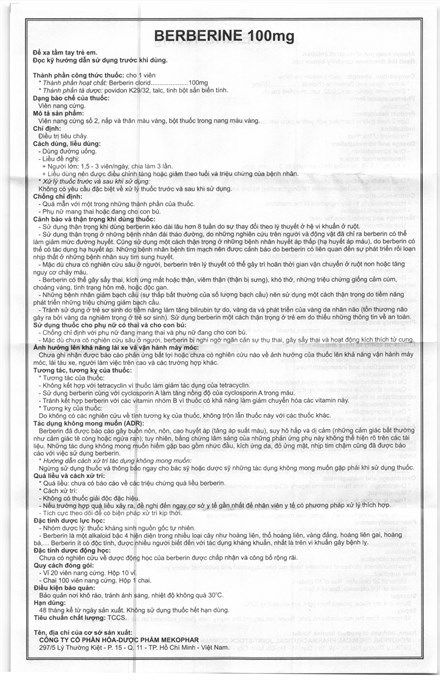 BERBERINE 100mg
Để xa tầm tay trẻ em.
Đọc kỹ hướng dẫn sử dụng trước khi dùng.
Thành phần công thức thuốc: cho 1 viên
* Thành phần hoạt chất: Berberin clorid....................100mg
* Thành phần tá dược: povidon K29/32, talc, tinh bột sắn biến tính.
Dạng bào chế của thuốc:
Viên nang cứng.
Mô tả sản phẩm:
Viên nang cứng số 2, nắp và thân màu vàng, bột thuốc trong nang màu vàng.
Chỉ định:
Điều trị tiêu chảy.
Cách dùng, liều dùng:
- Dùng đường uống.
- Liều đề nghị:
+ Người lớn: 1,5 - 3 viên/ngày, chia làm 3 lần.
+ Liều dùng nên được điều chỉnh tăng hoặc giảm theo tuổi và triệu chứng của bệnh nhân.
* Xử lý thuốc trước và sau khi sử dụng:
Không có yêu cầu đặc biệt về xử lý thuốc trước và sau khi sử dụng.
Chống chỉ định:
- Quá mẫn với một trong những thành phần của thuốc.
- Phụ nữ mang thai hoặc đang cho con bú.
Cảnh báo và thận trọng khi dùng thuốc:
- Sử dụng thận trọng khi dùng berberin kéo dài lâu hơn 8 tuần do sự thay đổi theo lý thuyết ở hệ vi khuẩn ở ruột.
- Sử dụng thận trọng ở những bệnh nhân đái tháo đường, do những nghiên cứu trên người và động vật đã chỉ ra berberin có thể
làm giảm mức đường huyết. Cũng sử dụng một cách thận trọng ở những bệnh nhân huyết áp thấp (hạ huyết áp máu), do berberin có
thể có tác dụng hạ huyết áp. Những bệnh nhân bệnh tim mạch nên được cảnh báo do berberin có liên quan đến sự phát triển rối loạn
nhịp thất ở những bệnh nhân suy tim sung huyết.
- Mặc dù chưa có nghiên cứu sâu ở người, berberin trên lý thuyết có thể gây trì hoãn thời gian vận chuyển ở ruột non hoặc tăng
nguy cơ chảy máu.
- Berberin có thể gây sẩy thai, kích ứng mắt hoặc thận, viêm thận (thận bị sưng), khó thở, những triệu chứng giống cảm cúm,
choáng váng, tình trạng hôn mê, hoặc độc gan.
- Những bệnh nhân giảm bạch cầu (sự thấp bất thường của số lượng bạch cầu) nên sử dụng một cách thận trọng do tiềm năng
phát triển những triệu chứng giảm bạch cầu.
- Tránh sử dụng ở trẻ sơ sinh do tiềm năng làm tăng bilirubin tự do, vàng da và phát triển của vàng da nhân não (tổn thương não
gây ra bởi vàng da nghiêm trọng ở trẻ sơ sinh). Sử dụng berberin một cách thận trọng ở trẻ em do thiếu những thông tin về an toàn.
Sử dụng thuốc cho phụ nữ có thai và cho con bú:
- Chống chỉ định với phụ nữ đang mang thai và phụ nữ đang cho con bú.
- Mặc dù chưa có nghiên cứu sâu ở người, berberin bị nghi ngờ ngăn cản sự thụ thai, gây sẩy thai và hoạt động kích thích tử cung.
Ảnh hưởng lên khả năng lái xe và vận hành máy móc:
Chưa ghi nhận được báo cáo phản ứng bất lợi hoặc chưa có nghiên cứu nào về ảnh hưởng của thuốc lên khả năng vận hành máy
móc, lái tàu xe, người làm việc trên cao và các trường hợp khác.
Tương tác, tương kỵ của thuốc:
* Tương tác của thuốc:
- Không kết hợp với tetracyclin vì thuốc làm giảm tác dụng của tetracyclin.
- Sử dụng berberin cùng với cyclosporin A làm tăng nồng độ của cyclosporin A trong máu.
- Tránh kết hợp berberin với các vitamin nhóm B vì thuốc có khả năng làm giảm chuyển hóa các vitamin này.
* Tương kỵ của thuốc:
Do không có các nghiên cứu về tính tương kỵ của thuốc, không trộn lẫn thuốc này với các thuốc khác.
Tác dụng không mong muốn (ADR):
Berberin đã được báo cáo gây buồn nôn, nôn, cao huyết áp (tăng áp suất máu), suy hô hấp và dị cảm (những cảm giác bất thường
như cảm giác tê cóng hoặc ngứa ran); tuy nhiên, bằng chứng lâm sàng của những phản ứng phụ này không thể hiện rõ trên các tài
liệu. Những tác dụng không mong muốn hiếm gặp bao gồm nhức đầu, kích ứng da, đỏ ửng mặt, nhịp tim chậm cũng đã được báo
cáo với việc sử dụng berberin.
* Hướng dẫn cách xử trí tác dụng không mong muốn:
Ngừng sử dụng thuốc và thông báo ngay cho bác sỹ hoặc dược sỹ những tác dụng không mong muốn gặp phải khi sử dụng thuốc.
Quá liều và cách xử trí:
* Quá liều: chưa có báo cáo về các triệu chứng quá liều berberin.
* Cách xử trí:
- Không có thuốc giải độc đặc hiệu.
- Nếu trường hợp quá liều xảy ra, đề nghị đến ngay cơ sở y tế gần nhất để nhân viên y tế có phương pháp xử lý thích hợp.
- Tích cực theo dõi để có biện pháp xử trí kịp thời.
Đặc tính dược lực học:
- Nhóm dược lý: thuốc kháng sinh nguồn gốc tự nhiên.
- Berberin là một alkaloid bậc 4 hiện diện trong nhiều loại cây như hoàng liên, thổ hoàng liên, vàng đắng, hoàng liên gai, hoàng
bá,... Berberin ít có độc tính, được nhiều người biết đến với tác dụng kháng khuẩn, nhất là trên vi khuẩn gây bệnh lỵ.
Đặc tính dược động học:
Chưa có nghiên cứu về dược động học của berberin được chấp nhận và công bố rộng rãi.
Quy cách đóng gói:
- Vỉ 20 viên nang cứng. Hộp 10 vỉ.
- Chai 100 viên nang cứng. Hộp 1 chai.
Điều kiện bảo quản:
Bảo quản nơi khô ráo, tránh ánh sáng, nhiệt độ không quá 30°C.
Hạn dùng:
48 tháng kể từ ngày sản xuất. Không sử dụng thuốc hết hạn dùng.
Tiêu chuẩn chất lượng: TCCS.
Tên, địa chỉ của cơ sở sản xuất:
CÔNG TY CỔ PHẦN HÓA-DƯỢC PHẨM MEKOPHAR
297/5 Lý Thường Kiệt - P. 15 - Q. 11 - TP. Hồ Chí Minh - Việt Nam.